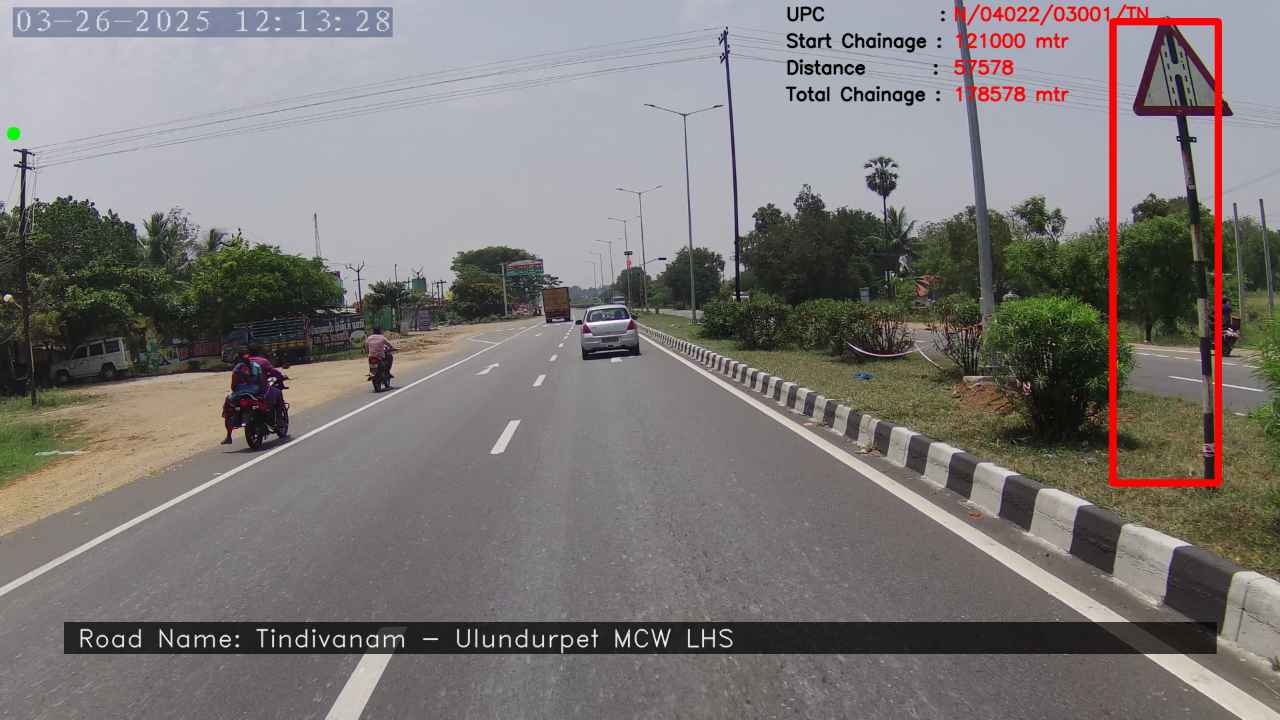 03-26-2025 12:13:28
UPC : N/04022/03001/TN
Start Chainage : 121000 mtr
Distance : 57578
Total Chainage : 178578 mtr
Road Name: Tindivanam - Ulundurpet MCW LHS